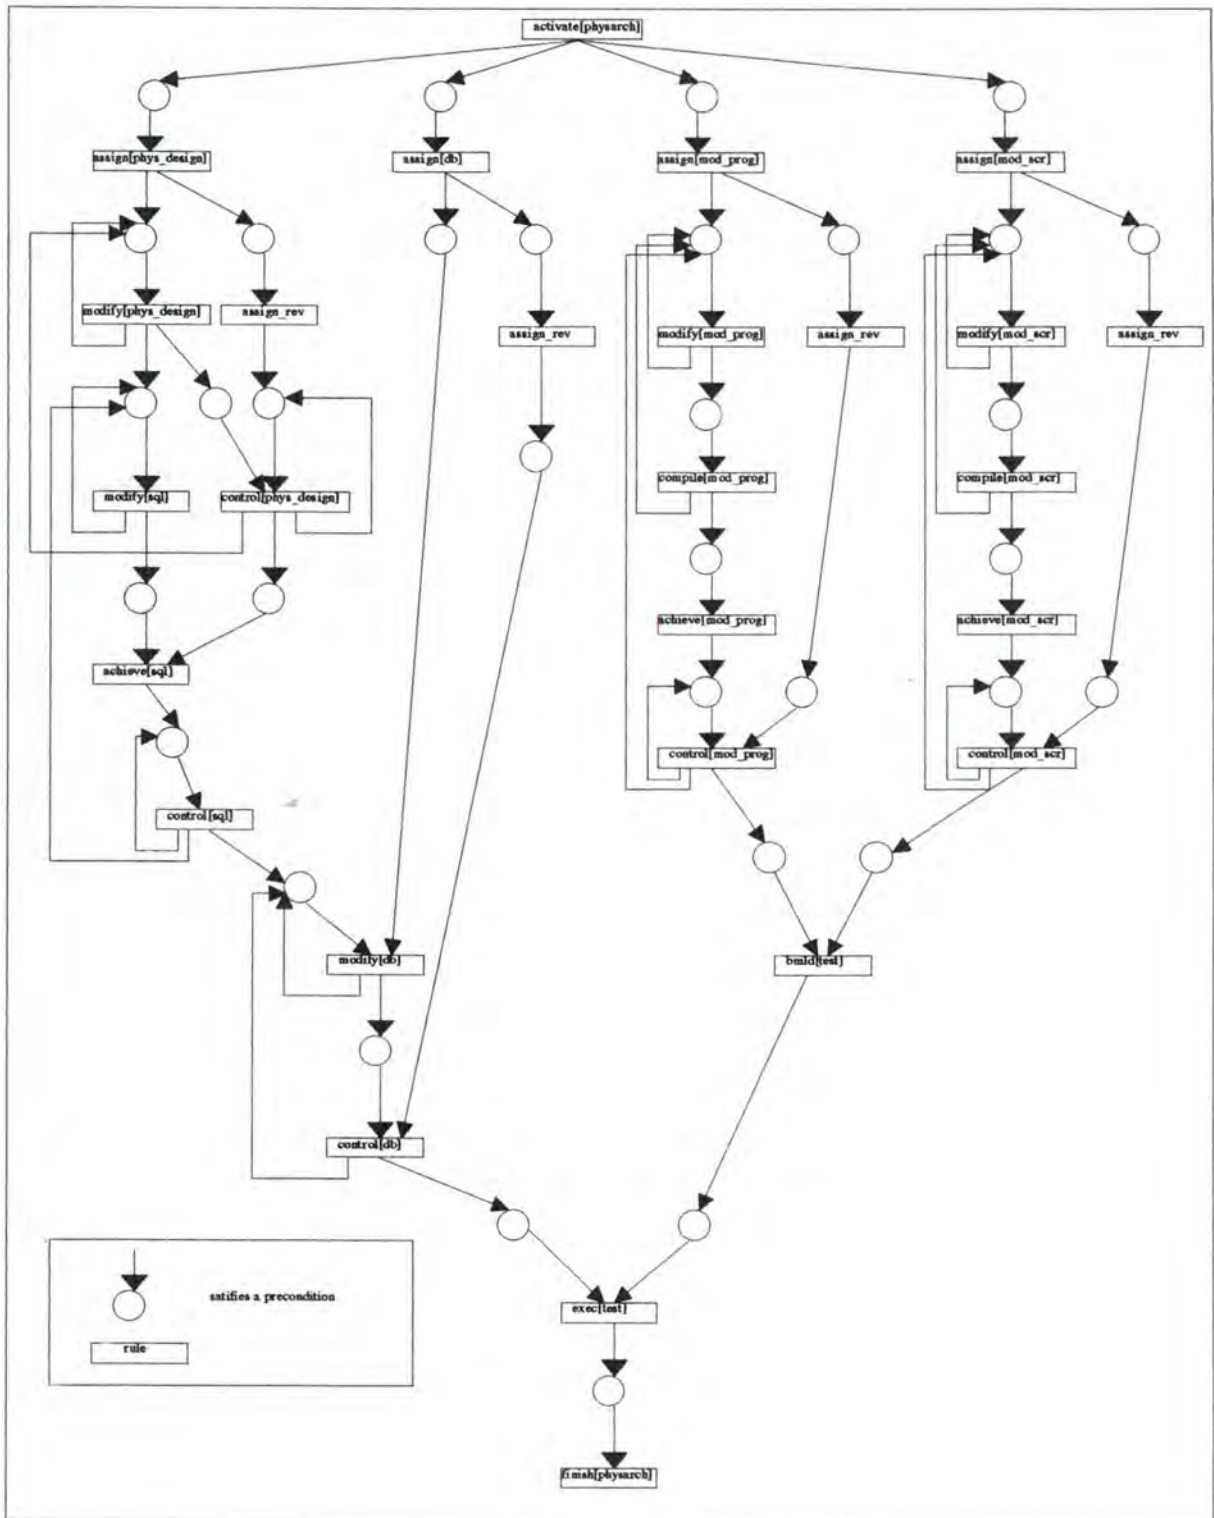 activate[physarch]
assign[phys_design]
assign[db]
assign[mod_prog]
assign[mod_scr]
modify[phys_design]
assign_rev
assign_rev
modify[mod_prog]
assign_rev
modify[mod_scr]
assign_rev
modify[sql]
control[phys_design]
compile[mod_prog]
compile[mod_scr]
achieve[mod_prog]
achieve[mod_scr]
achieve[sql]
control[mod_prog]
control[mod_scr]
control[sql]
modify[db]
build[test]
control[db]
satifies a precondition
exec[test]
rule
finish[physarch]